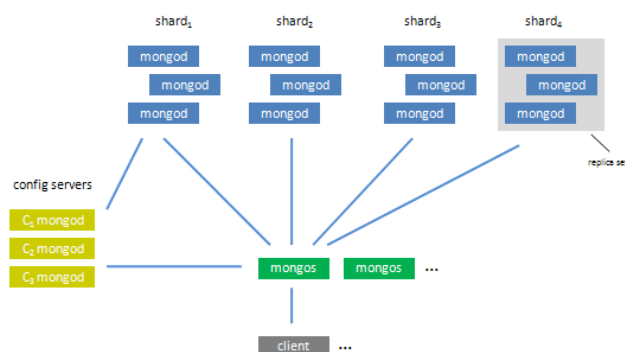 shard₁ shard₂ shard₃ shard₄
mongod mongod mongod mongod
mongod mongod mongod mongod
mongod mongod mongod mongod
replica se
config servers
C₁ mongod
C₂ mongod
C₃ mongod
mongos mongos ...
client ...